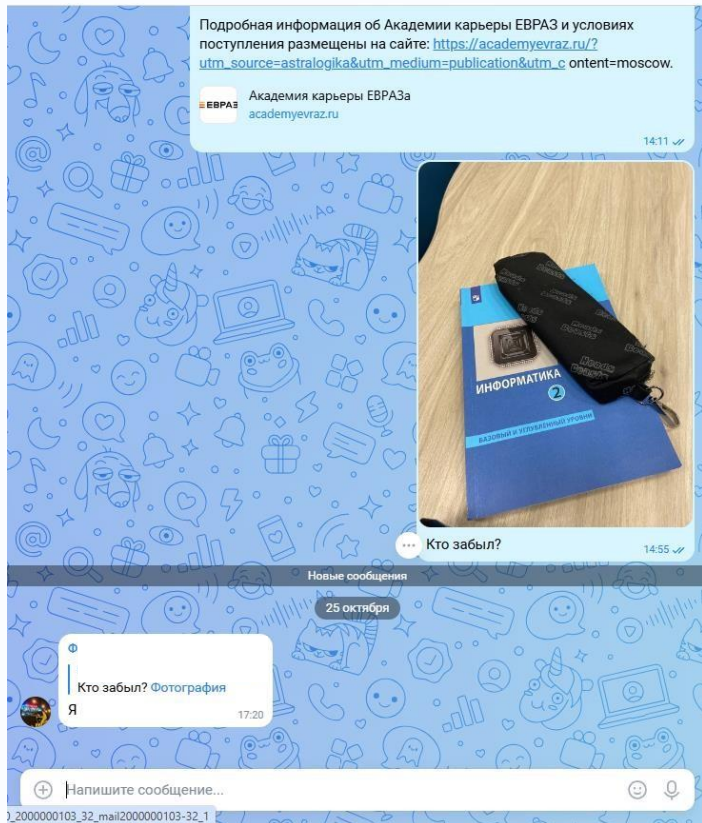 Подробная информация об Академии карьеры ЕВРАЗ и условиях
поступления размещены на сайте: https://academyevraz.ru/?
utm_source=astralogika&utm_medium=publication&utm_c ontent=moscow.
ЕВРАЗ
Академия карьеры ЕВРАЗа
academyevraz.ru
14:11
Aa
ИНФОРМАТИКА
2
БАЗОВЫЙ И УГЛУБЛЕННЫЙ УРОВНИ
Кто забыл?
14:55
Новые сообщения
25 октября
Ф
Кто забыл? Фотография
Я
17:20
Напишите сообщение...
0_2000000103_32_mail2000000103-32_1